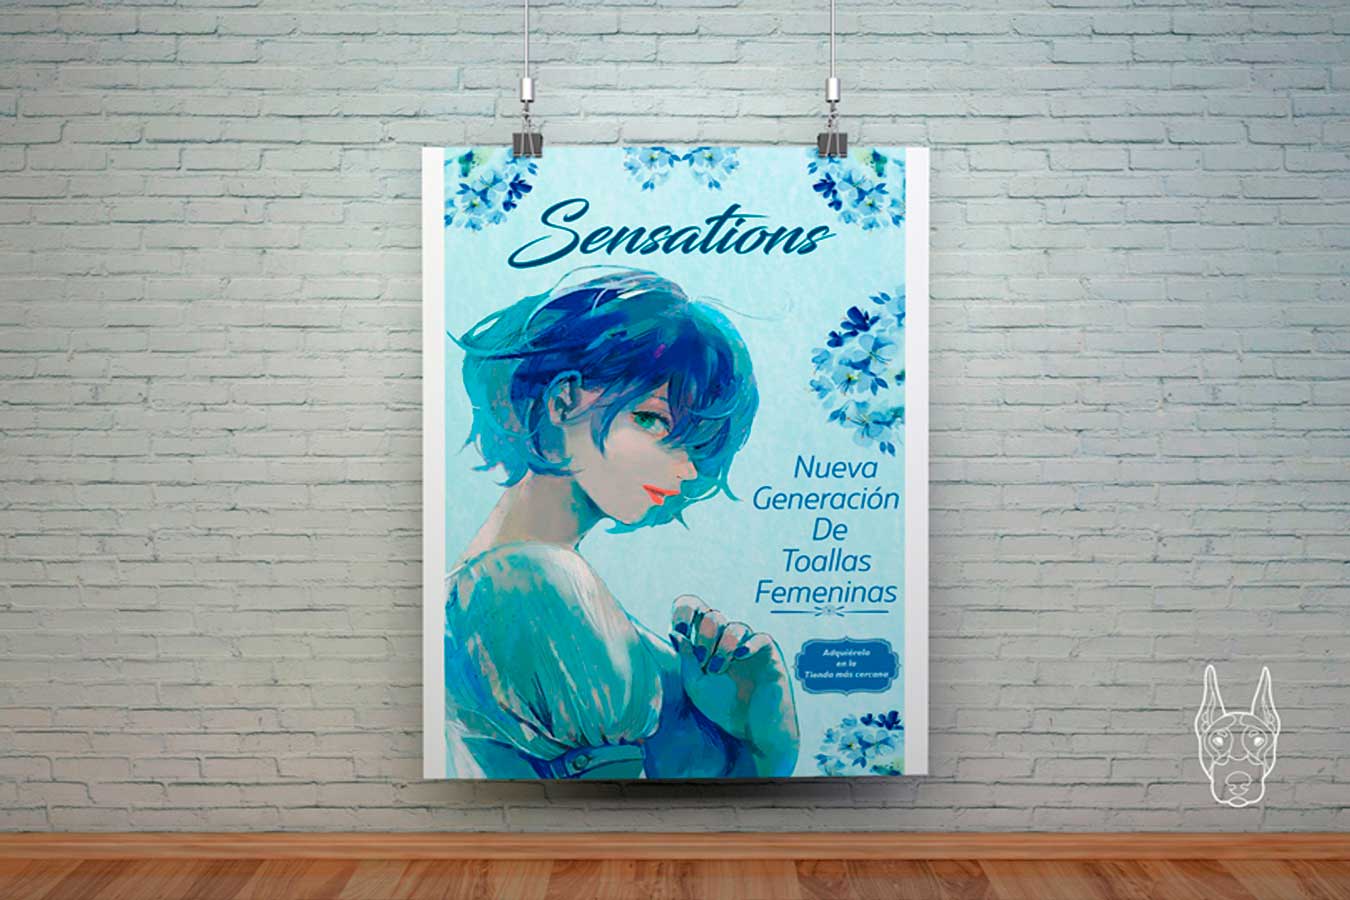 Sensations
Nueva
Generación
De
Toallas
Femeninas
Adquiérela
en la
Tienda más cercana